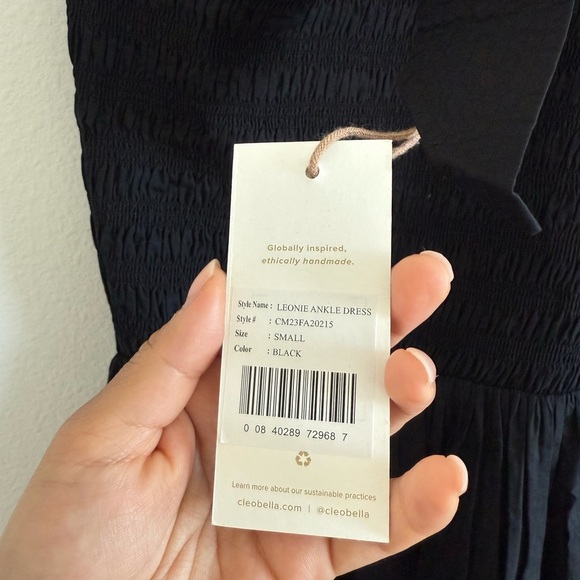 Globally inspired,
ethically handmade.
Style Name : LEONIE ANKLE DRESS
Style # : CM23FA20215
Size : SMALL
Color : BLACK
0 08 40289 72968 7
Learn more about our sustainable practices
cleobella.com | @cleobella